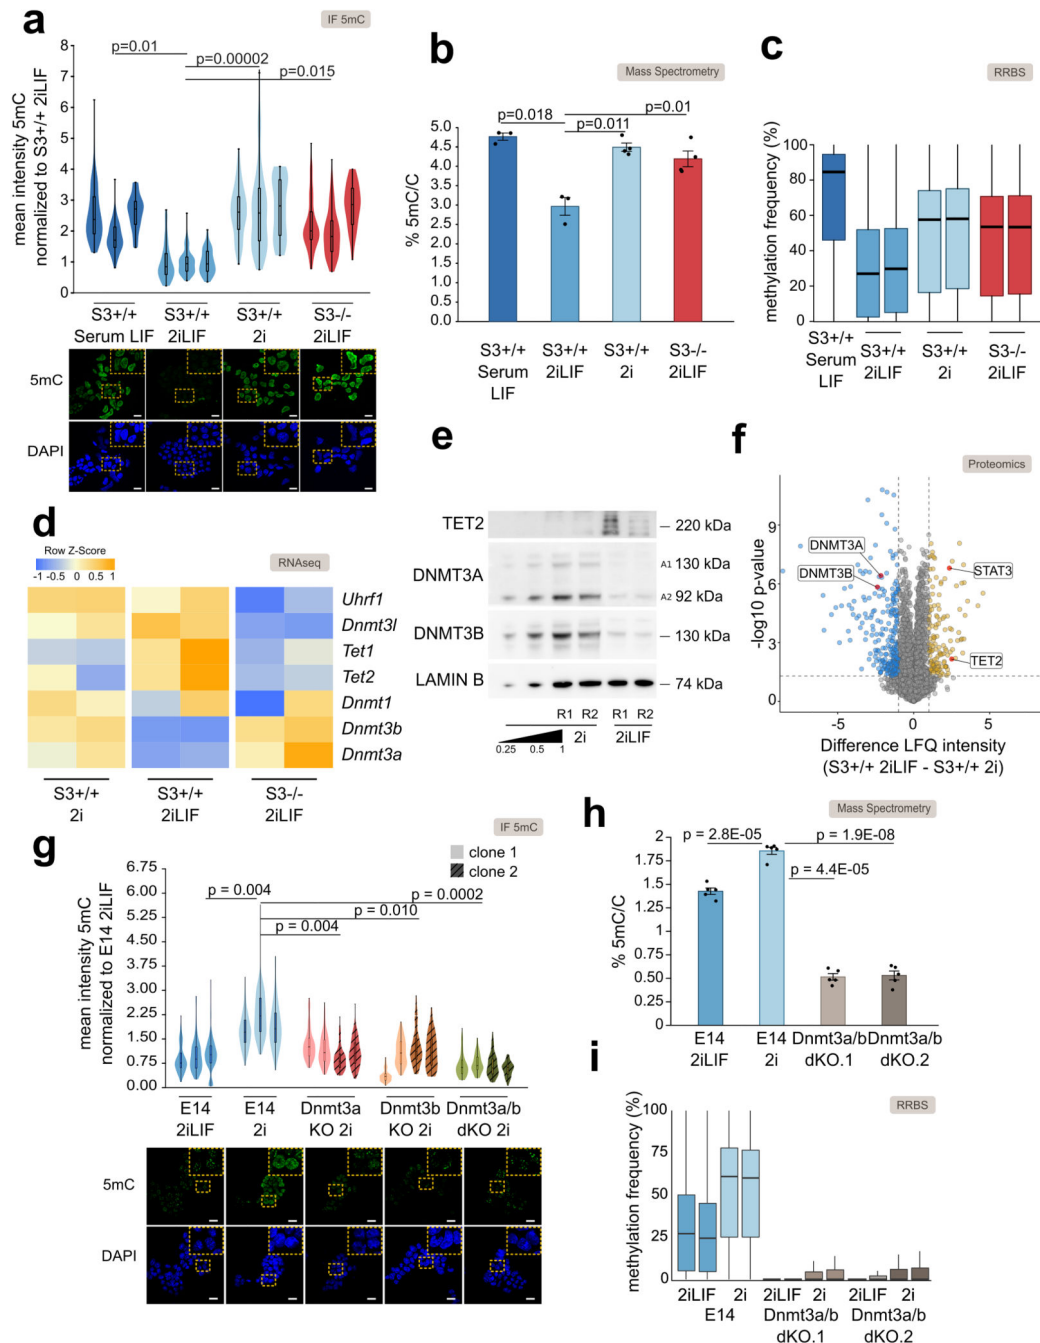 a
IF 5mC
mean intensity 5mC
normalized to S3+/+ 2iLIF
8
7
6
5
4
3
2
1
0
p=0.01
p=0.00002
p=0.015
S3+/+
Serum LIF
S3+/+
2iLIF
S3+/+
2i
S3-/-
2iLIF
5mC
DAPI
b
Mass Spectrometry
% 5mC/C
5.0
4.5
4.0
3.5
3.0
2.5
2.0
1.5
1.0
0.5
0.0
p=0.018
p=0.011
p=0.01
S3+/+
Serum
LIF
S3+/+
2iLIF
S3+/+
2i
S3-/-
2iLIF
c
RRBS
methylation frequency (%)
100
80
60
40
20
0
S3+/+
Serum
LIF
S3+/+
2iLIF
S3+/+
2i
S3-/-
2iLIF
d
Row Z-Score
-1 -0.5 0 0.5 1
RNAseq
Uhrf1
Dnmt3l
Tet1
Tet2
Dnmt1
Dnmt3b
Dnmt3a
S3+/+
2i
S3+/+
2iLIF
S3-/-
2iLIF
e
TET2
220 kDa
DNMT3A
A1 130 kDa
A2 92 kDa
DNMT3B
130 kDa
LAMIN B
74 kDa
0.25 0.5 1
R1 R2
2i
R1 R2
2iLIF
f
Proteomics
-log10 p-value
9
6
3
0
DNMT3A
DNMT3B
STAT3
TET2
-5 0 5
Difference LFQ intensity
(S3+/+ 2iLIF - S3+/+ 2i)
g
IF 5mC
clone 1
clone 2
mean intensity 5mC
normalized to E14 2iLIF
6.75
6.00
5.25
4.50
3.75
3.00
2.25
1.50
0.75
0.00
p = 0.004
p = 0.0002
p = 0.010
p = 0.004
E14
2iLIF
E14
2i
Dnmt3a
KO 2i
Dnmt3b
KO 2i
Dnmt3a/b
dKO 2i
5mC
DAPI
h
Mass Spectrometry
% 5mC/C
2
1.75
1.5
1.25
1
0.75
0.50
0.25
0
p = 2.8E-05
p = 1.9E-08
p = 4.4E-05
E14
2iLIF
E14
2i
Dnmt3a/b
dKO.1
Dnmt3a/b
dKO.2
i
RRBS
methylation frequency (%)
100
75
50
25
0
2iLIF 2i
E14
2iLIF 2i
Dnmt3a/b
dKO.1
2iLIF 2i
Dnmt3a/b
dKO.2